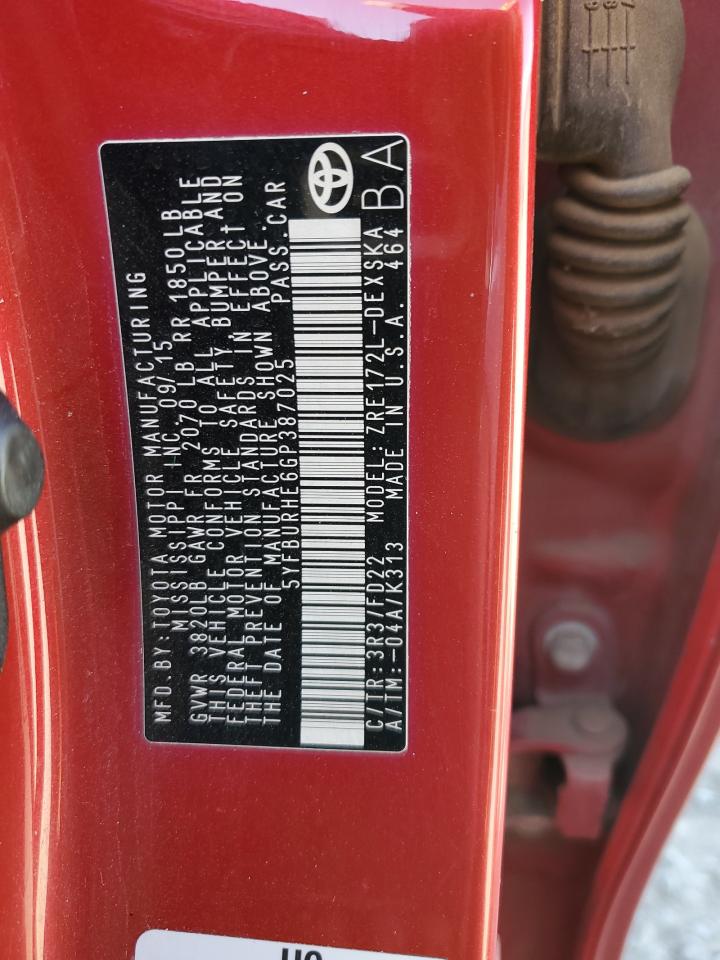 MFD.BY:TOYOTA MOTOR MANUFACTURING
MISSISSIPPI INC. 09/15
GVWR 3820LB GAWR FR 2070 LB RR 1850 LB
THIS VEHICLE CONFORMS TO ALL APPLICABLE
FEDERAL MOTOR VEHICLE SAFETY, BUMPER AND
THEFT PREVENTION STANDARDS IN EFFECT ON
THE DATE OF MANUFACTURE SHOWN ABOVE.
5YFBURHE6GP387025 PASS.CAR
C/TR:3R3/FD22 MODEL:ZRE172L-DEXSKA
A/TM:-04A/K313 MADE IN U.S.A. 464
BA